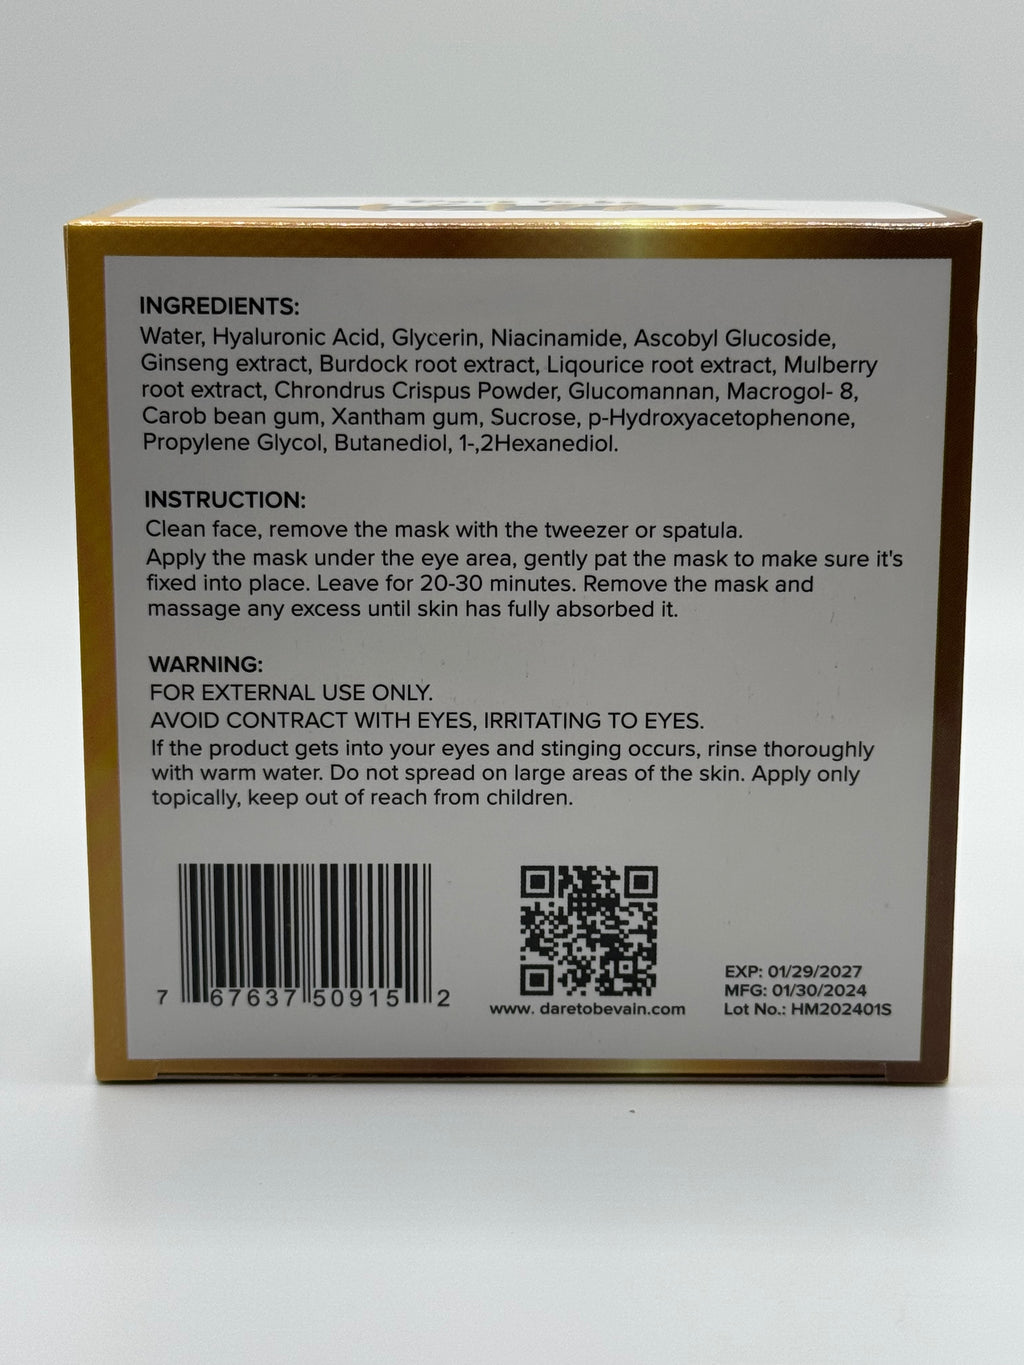 INGREDIENTS:
Water, Hyaluronic Acid, Glycerin, Niacinamide, Ascobyl Glucoside,
Ginseng extract, Burdock root extract, Liqourice root extract, Mulberry
root extract, Chrondrus Crispus Powder, Glucomannan, Macrogol- 8,
Carob bean gum, Xantham gum, Sucrose, p-Hydroxyacetophenone,
Propylene Glycol, Butanediol, 1-,2Hexanediol.
INSTRUCTION:
Clean face, remove the mask with the tweezer or spatula.
Apply the mask under the eye area, gently pat the mask to make sure it's
fixed into place. Leave for 20-30 minutes. Remove the mask and
massage any excess until skin has fully absorbed it.
WARNING:
FOR EXTERNAL USE ONLY.
AVOID CONTRACT WITH EYES, IRRITATING TO EYES.
If the product gets into your eyes and stinging occurs, rinse thoroughly
with warm water. Do not spread on large areas of the skin. Apply only
topically, keep out of reach from children.
7 67637 50915 2
www. daretobevain.com
EXP: 01/29/2027
MFG: 01/30/2024
Lot No.: HM202401S